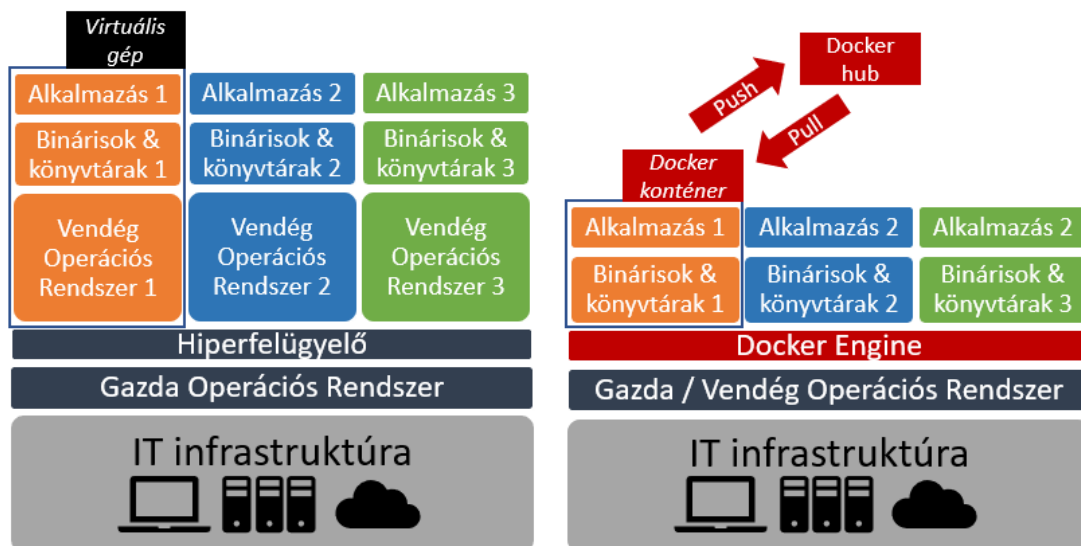 Virtuális
gép
Alkalmazás 1
Alkalmazás 2
Alkalmazás 3
Binárisok &
könyvtárak 1
Binárisok &
könyvtárak 2
Binárisok &
könyvtárak 3
Vendég
Operációs
Rendszer 1
Vendég
Operációs
Rendszer 2
Vendég
Operációs
Rendszer 3
Hiperfelügyelő
Gazda Operációs Rendszer
IT infrastruktúra
Docker
hub
Push
Pull
Docker
konténer
Alkalmazás 1
Alkalmazás 2
Alkalmazás 2
Binárisok &
könyvtárak 1
Binárisok &
könyvtárak 2
Binárisok &
könyvtárak 3
Docker Engine
Gazda / Vendég Operációs Rendszer
IT infrastruktúra